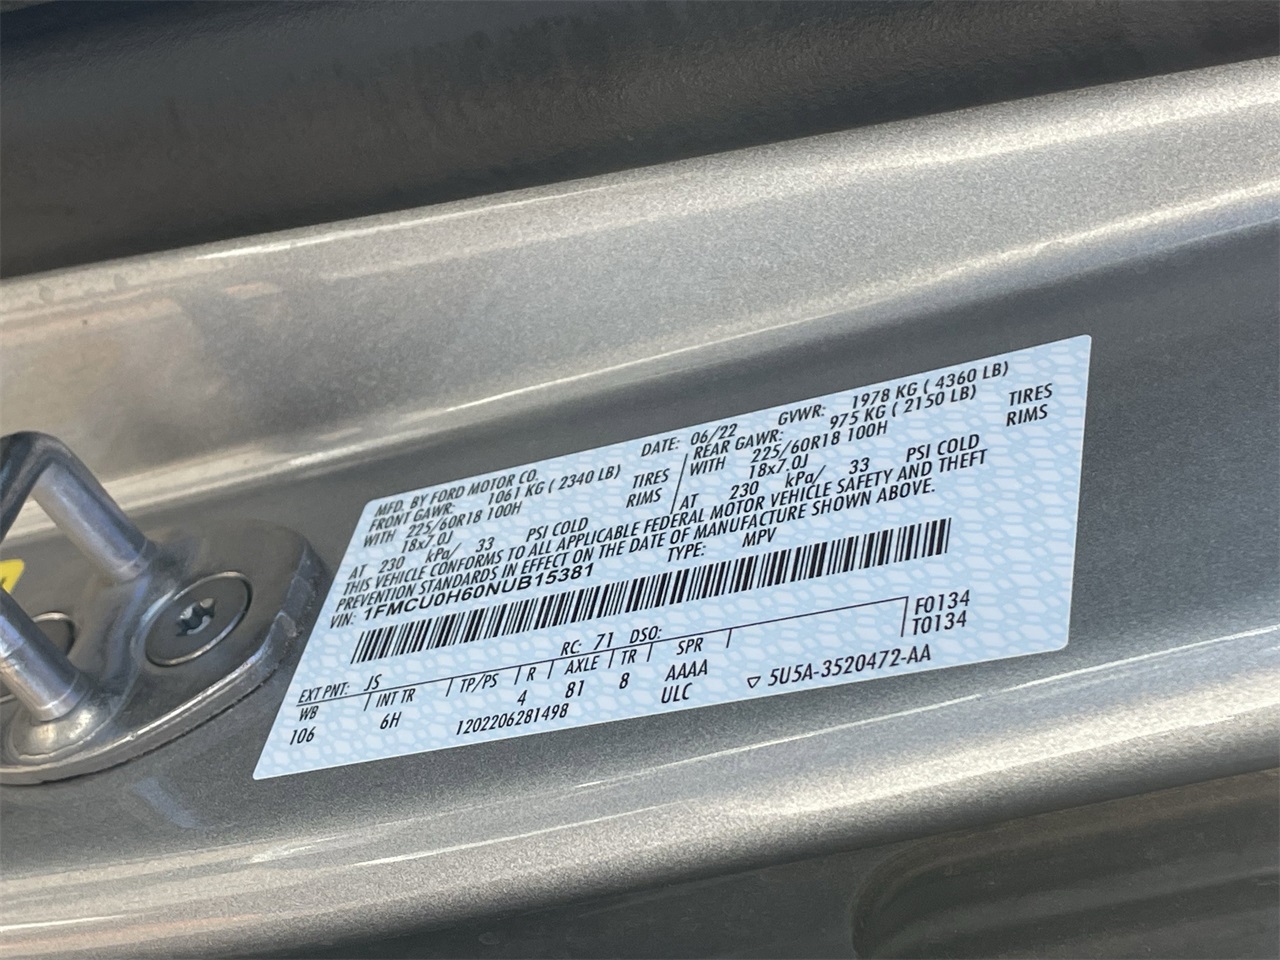 MFD. BY FORD MOTOR CO. DATE: 06/22 GVWR: 1978 KG ( 4360 LB)
FRONT GAWR: 1061 KG ( 2340 LB) REAR GAWR: 975 KG ( 2150 LB)
WITH 225/60R18 100H TIRES WITH 225/60R18 100H TIRES
18x7.0J RIMS 18x7.0J RIMS
AT 230 kPa/ 33 PSI COLD AT 230 kPa/ 33 PSI COLD
THIS VEHICLE CONFORMS TO ALL APPLICABLE FEDERAL MOTOR VEHICLE SAFETY AND THEFT
PREVENTION STANDARDS IN EFFECT ON THE DATE OF MANUFACTURE SHOWN ABOVE.
VIN: 1FMCU0H60NUB15381 TYPE: MPV
EXT PNT: JS RC: 71 DSO: F0134
WB INT TR TP/PS R AXLE TR SPR T0134
106 6H 4 81 8 AAAA
1202206281498 ULC ▽ 5U5A-3520472-AA